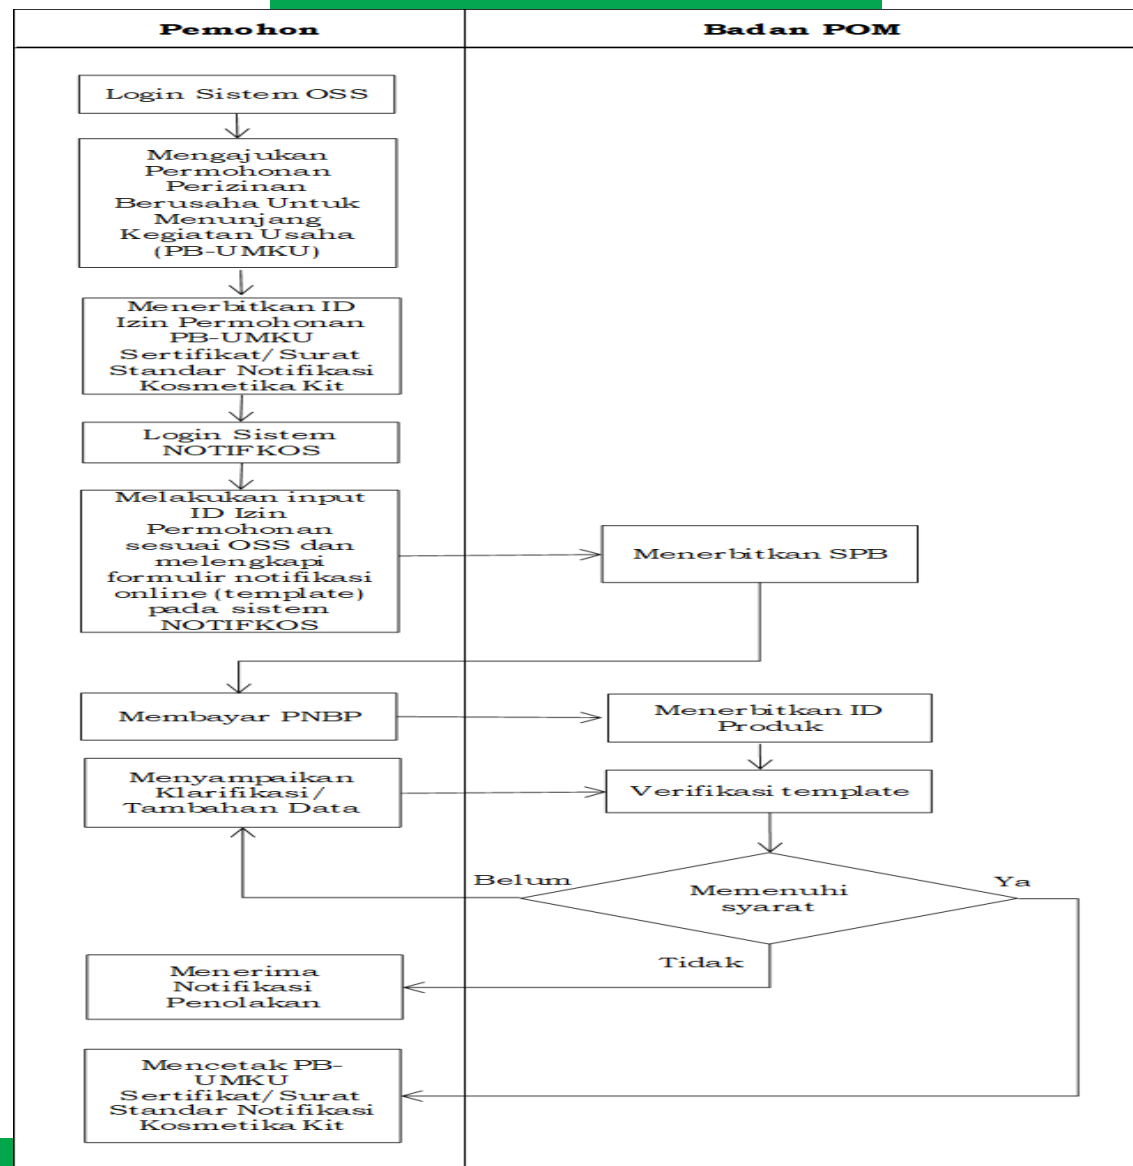 Pemohon
Badan POM
Login Sistem OSS
Mengajukan
Permohonan
Perizinan
Berusaha Untuk
Menunjang
Kegiatan Usaha
(PB-UMKU)
Menerbitkan ID
Izin Permohonan
PB-UMKU
Sertifikat/Surat
Standar Notifikasi
Kosmetika Kit
Login Sistem
NOTIFKOS
Melakukan input
ID Izin
Permohonan
sesuai OSS dan
melengkapi
formulir notifikasi
online (template)
pada sistem
NOTIFKOS
Menerbitkan SPB
Membayar PNBP
Menerbitkan ID
Produk
Menyampaikan
Klarifikasi/
Tambahan Data
Verifikasi template
Belum
Memenuhi
syarat
Ya
Tidak
Menerima
Notifikasi
Penolakan
Mencetak PB-
UMKU
Sertifikat/Surat
Standar Notifikasi
Kosmetika Kit